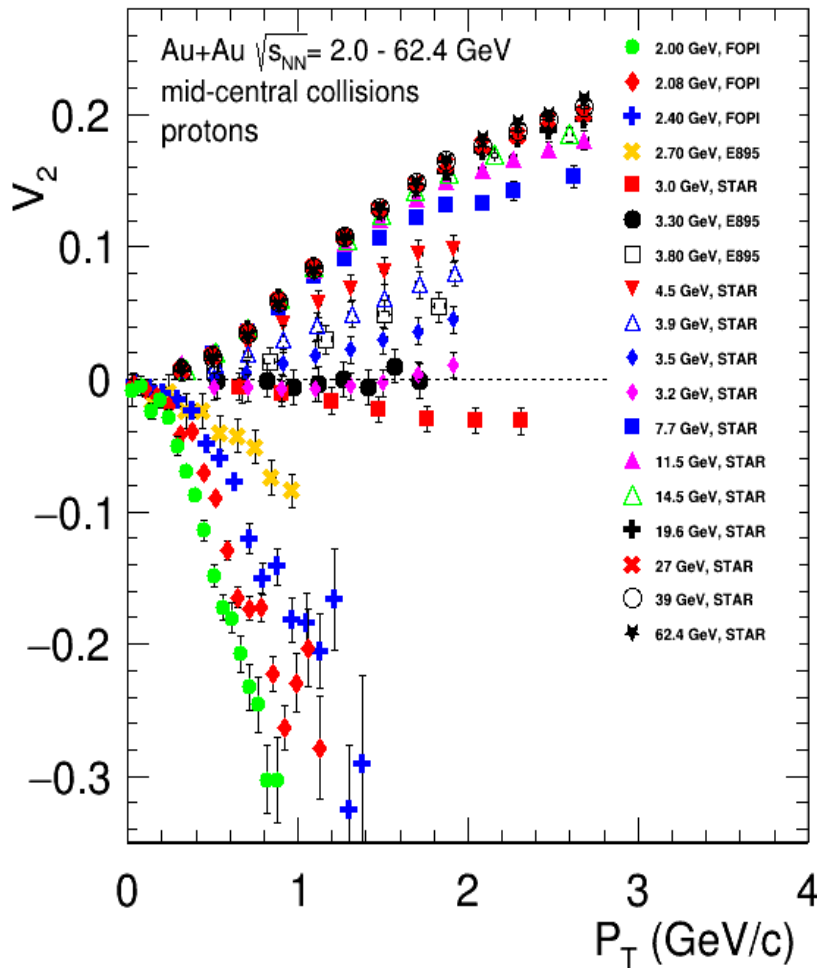 Au+Au √sNN = 2.0 - 62.4 GeV
mid-central collisions
protons
2.00 GeV, FOPI
2.08 GeV, FOPI
2.40 GeV, FOPI
2.70 GeV, E895
3.0 GeV, STAR
3.30 GeV, E895
3.80 GeV, E895
4.5 GeV, STAR
3.9 GeV, STAR
3.5 GeV, STAR
3.2 GeV, STAR
7.7 GeV, STAR
11.5 GeV, STAR
14.5 GeV, STAR
19.6 GeV, STAR
27 GeV, STAR
39 GeV, STAR
62.4 GeV, STAR
V2
0.2
0.1
0
−0.1
−0.2
−0.3
0 1 2 3 4
PT (GeV/c)